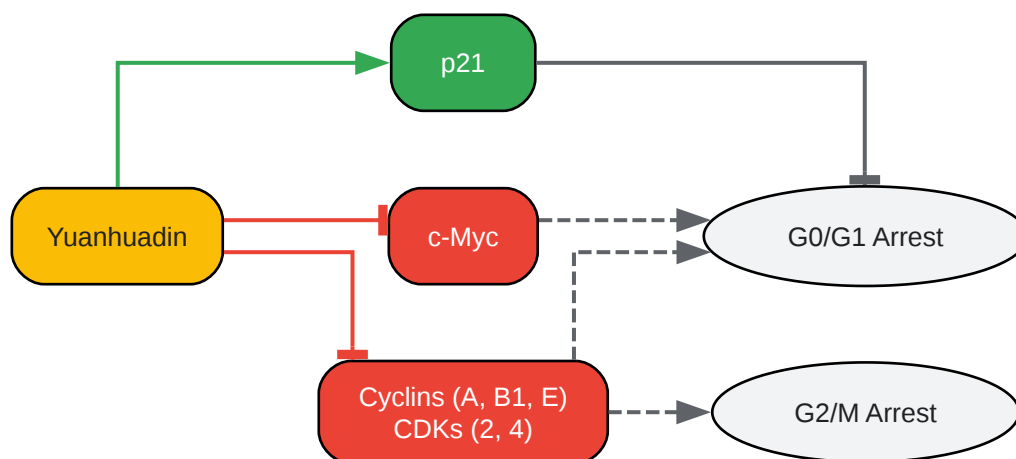 p21
Yuanhuadin
c-Myc
G0/G1 Arrest
Cyclins (A, B1, E)
CDKs (2, 4)
G2/M Arrest